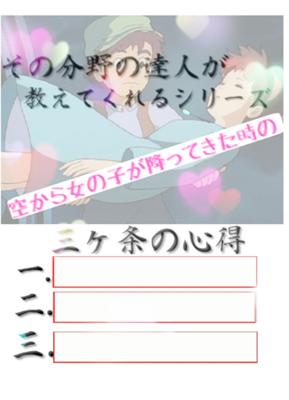 その分野の達人が
教えてくれるシリーズ
空から女の子が降ってきた時の
三ヶ条の心得
一.
二.
三.